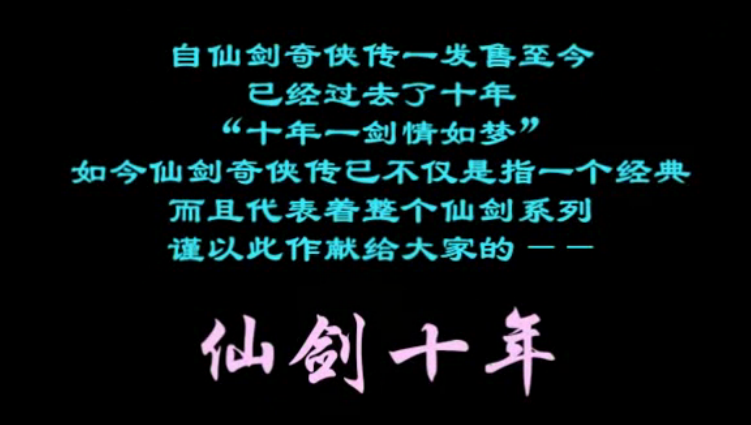 自仙剑奇侠传一发售至今
已经过去了十年
“十年一剑情如梦”
如今仙剑奇侠传已不仅是指一个经典
而且代表着整个仙剑系列
谨以此作献给大家的－－
仙剑十年